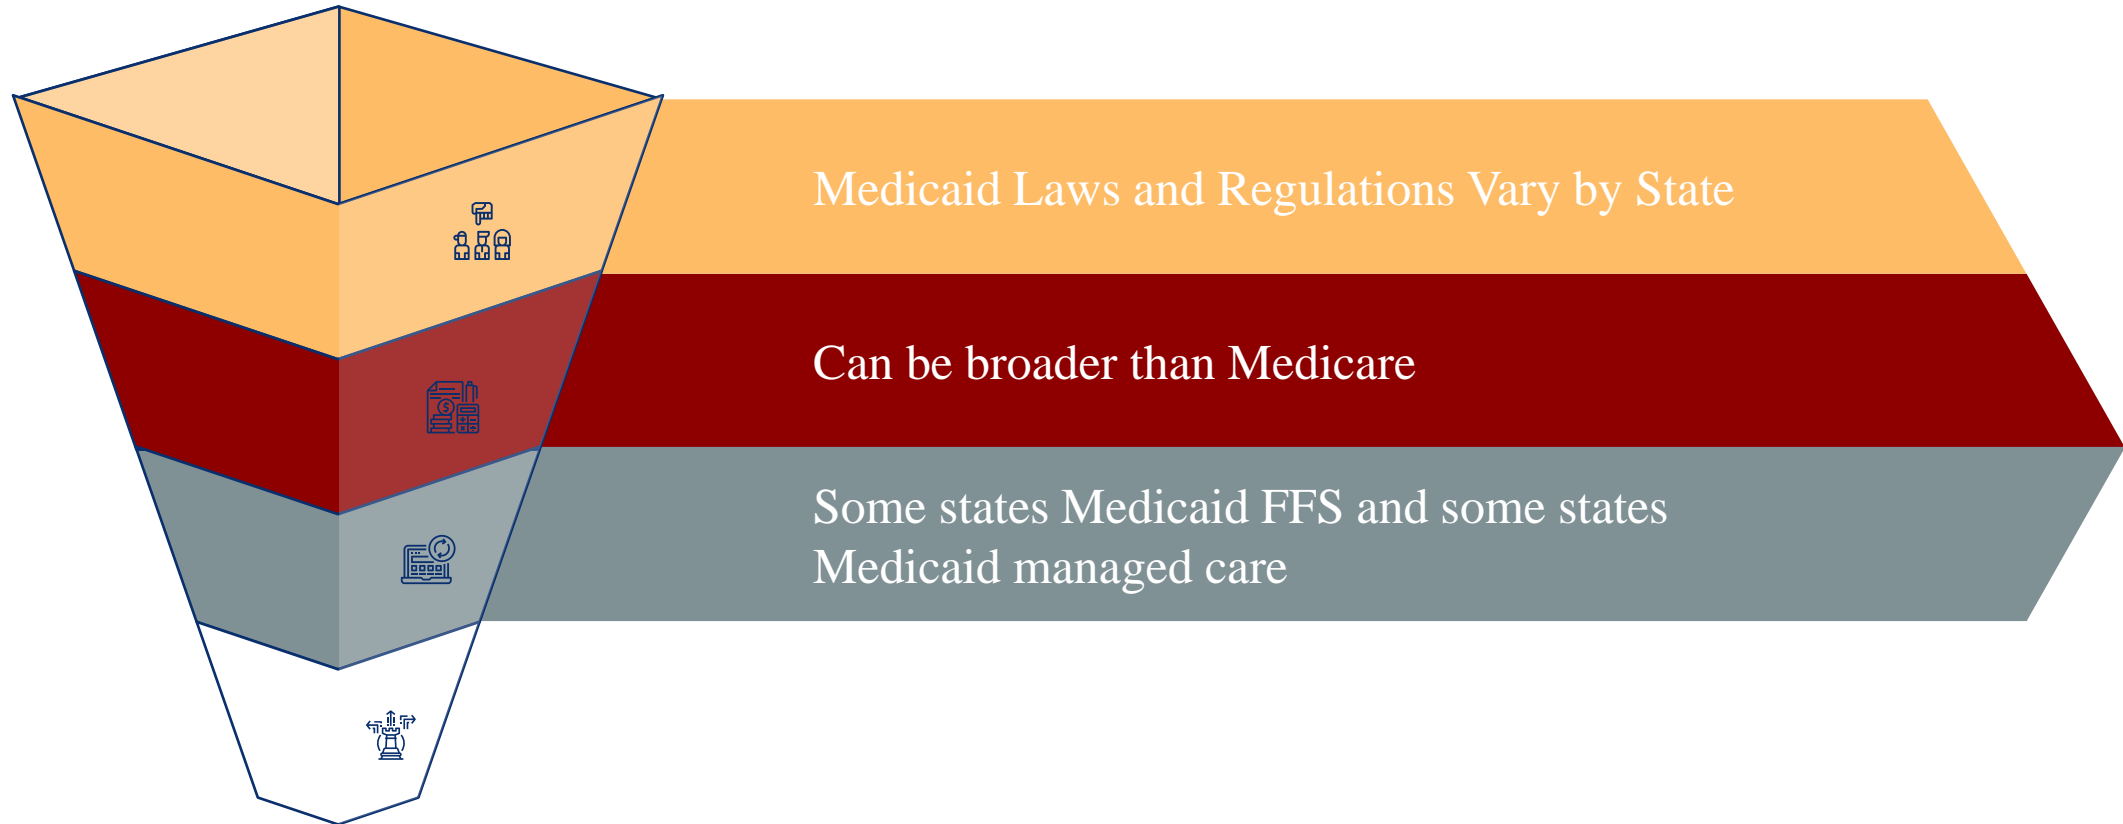 Medicaid Laws and Regulations Vary by State
Can be broader than Medicare
Some states Medicaid FFS and some states
Medicaid managed care